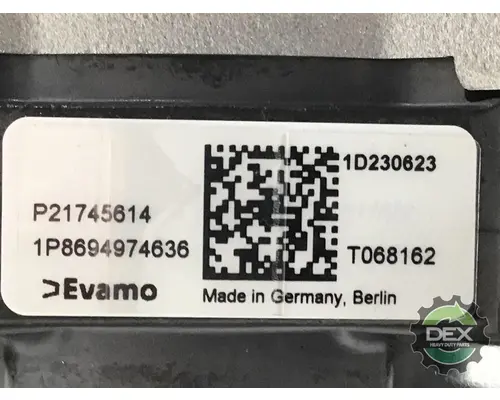 P21745614
1P8694974636
>Evamo
1D230623
T068162
Made in Germany, Berlin
DEX
HEAVY DUTY PARTS